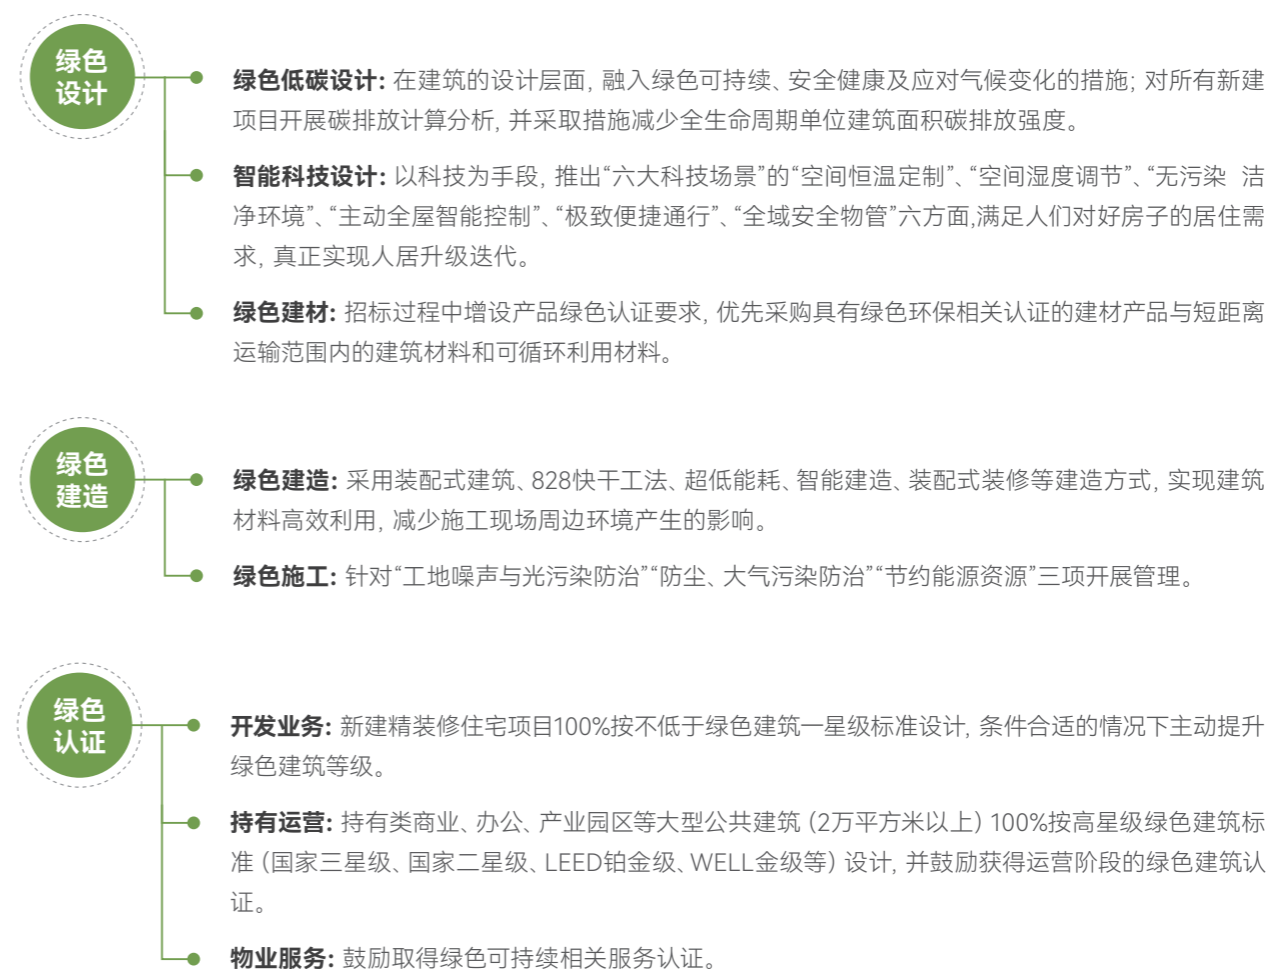 绿色
设计
绿色低碳设计: 在建筑的设计层面, 融入绿色可持续、安全健康及应对气候变化的措施; 对所有新建
项目开展碳排放计算分析, 并采取措施减少全生命周期单位建筑面积碳排放强度。
智能科技设计: 以科技为手段, 推出“六大科技场景”的“空间恒温定制”、“空间湿度调节”、“无污染 洁
净环境”、“主动全屋智能控制”、“极致便捷通行”、“全域安全物管”六方面,满足人们对好房子的居住需
求, 真正实现人居升级迭代。
绿色建材: 招标过程中增设产品绿色认证要求, 优先采购具有绿色环保相关认证的建材产品与短距离
运输范围内的建筑材料和可循环利用材料。
绿色
建造
绿色建造: 采用装配式建筑、828快干工法、超低能耗、智能建造、装配式装修等建造方式, 实现建筑
材料高效利用, 减少施工现场周边环境产生的影响。
绿色施工: 针对“工地噪声与光污染防治”“防尘、大气污染防治”“节约能源资源”三项开展管理。
绿色
认证
开发业务: 新建精装修住宅项目100%按不低于绿色建筑一星级标准设计, 条件合适的情况下主动提升
绿色建筑等级。
持有运营: 持有类商业、办公、产业园区等大型公共建筑 (2万平方米以上) 100%按高星级绿色建筑标
准 (国家三星级、国家二星级、LEED铂金级、WELL金级等) 设计, 并鼓励获得运营阶段的绿色建筑认
证。
物业服务: 鼓励取得绿色可持续相关服务认证。